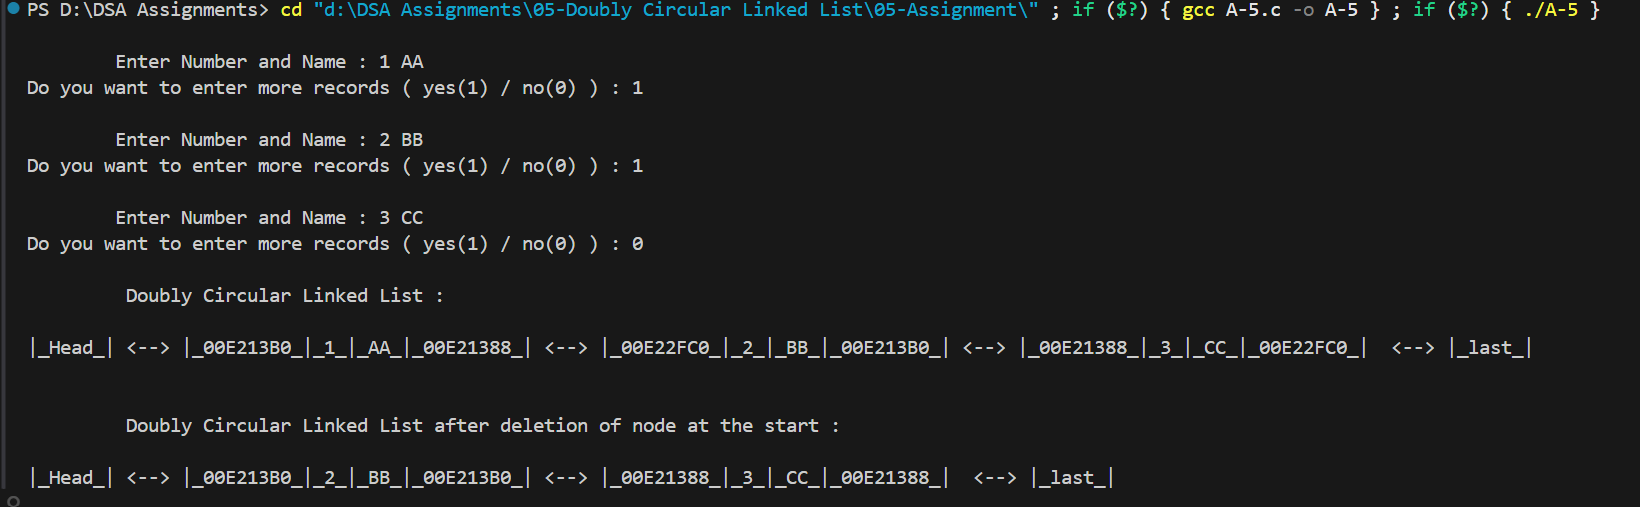 PS D:\DSA Assignments> cd "d:\DSA Assignments\05-Doubly Circular Linked List\05-Assignment\" ; if ($?) { gcc A-5.c -o A-5 } ; if ($?) { ./A-5 }
Enter Number and Name : 1 AA
Do you want to enter more records ( yes(1) / no(0) ) : 1
Enter Number and Name : 2 BB
Do you want to enter more records ( yes(1) / no(0) ) : 1
Enter Number and Name : 3 CC
Do you want to enter more records ( yes(1) / no(0) ) : 0
Doubly Circular Linked List :
|_Head_| <--> |_00E213B0_|_1_|_AA_|_00E21388_| <--> |_00E22FC0_|_2_|_BB_|_00E213B0_| <--> |_00E21388_|_3_|_CC_|_00E22FC0_|  <--> |_last_|
Doubly Circular Linked List after deletion of node at the start :
|_Head_| <--> |_00E213B0_|_2_|_BB_|_00E213B0_| <--> |_00E21388_|_3_|_CC_|_00E21388_|  <--> |_last_|